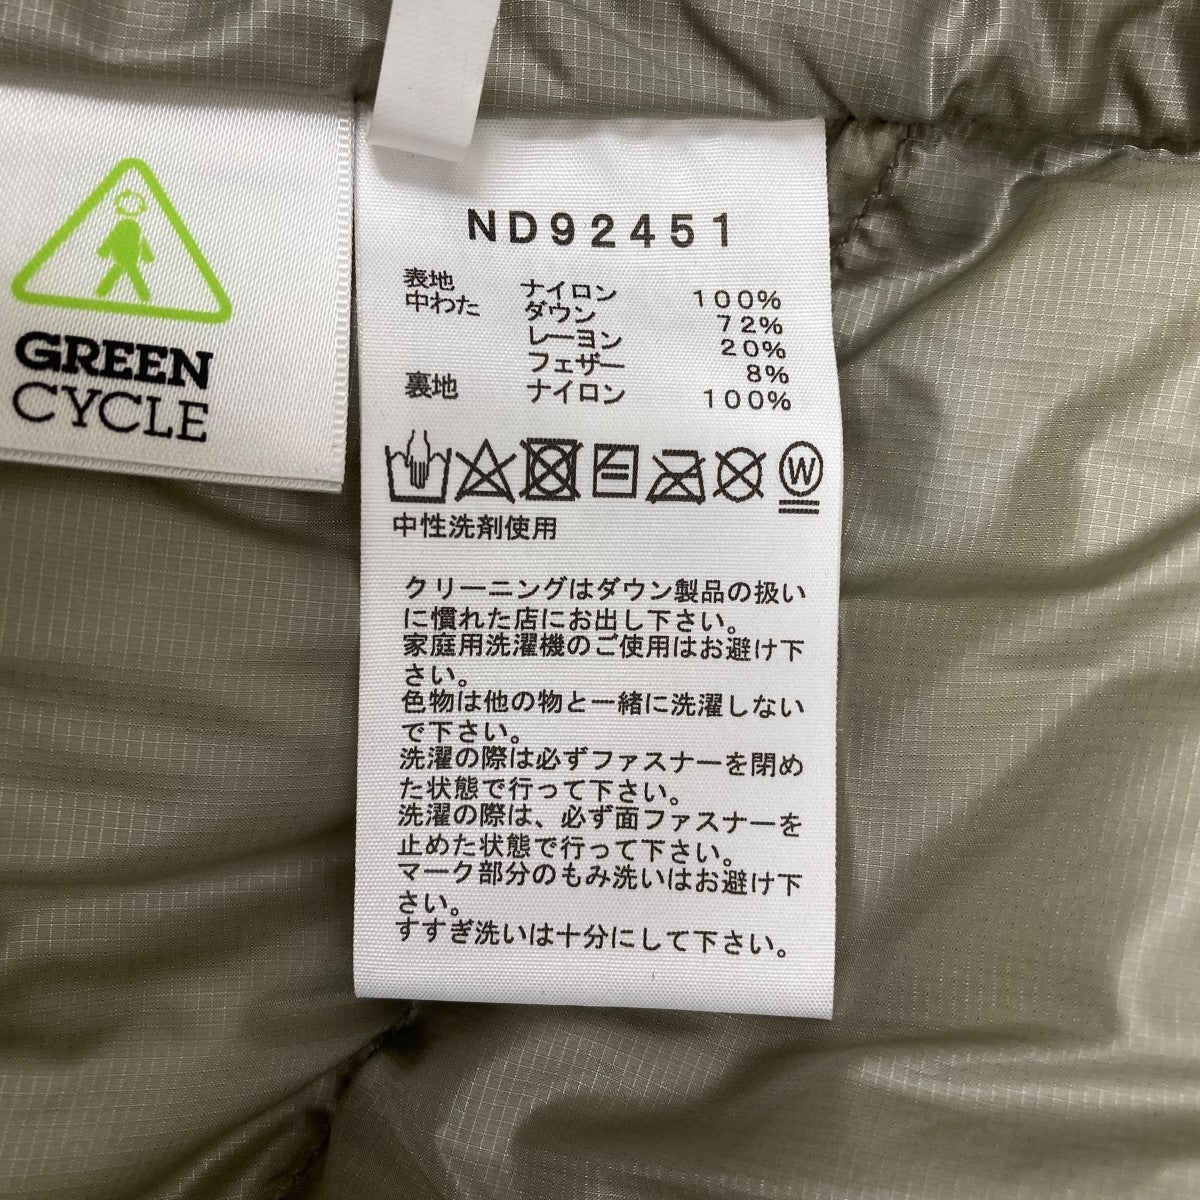 GREEN
CYCLE
ND92451
表地 ナイロン 100%
中わた ダウン 72%
レーヨン 20%
フェザー 8%
裏地 ナイロン 100%
W
中性洗剤使用
クリーニングはダウン製品の扱い
に慣れた店にお出し下さい。
家庭用洗濯機のご使用はお避け下
さい。
色物は他の物と一緒に洗濯しない
で下さい。
洗濯の際は必ずファスナーを閉め
た状態で行って下さい。
洗濯の際は、必ず面ファスナーを
止めた状態で行って下さい。
マーク部分のもみ洗いはお避け下
さい。
すすぎ洗いは十分にして下さい。